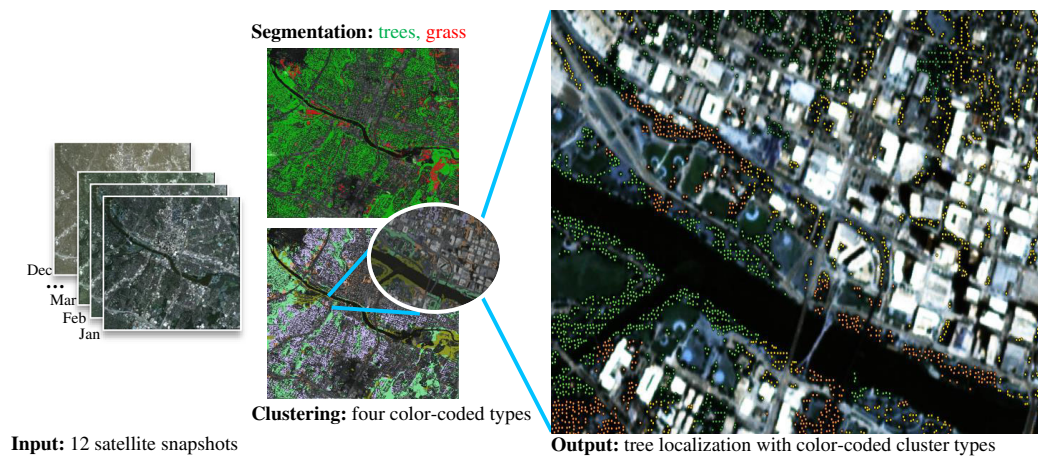 Segmentation: trees, grass
Dec
...
Mar
Feb
Jan
Clustering: four color-coded types
Input: 12 satellite snapshots
Output: tree localization with color-coded cluster types